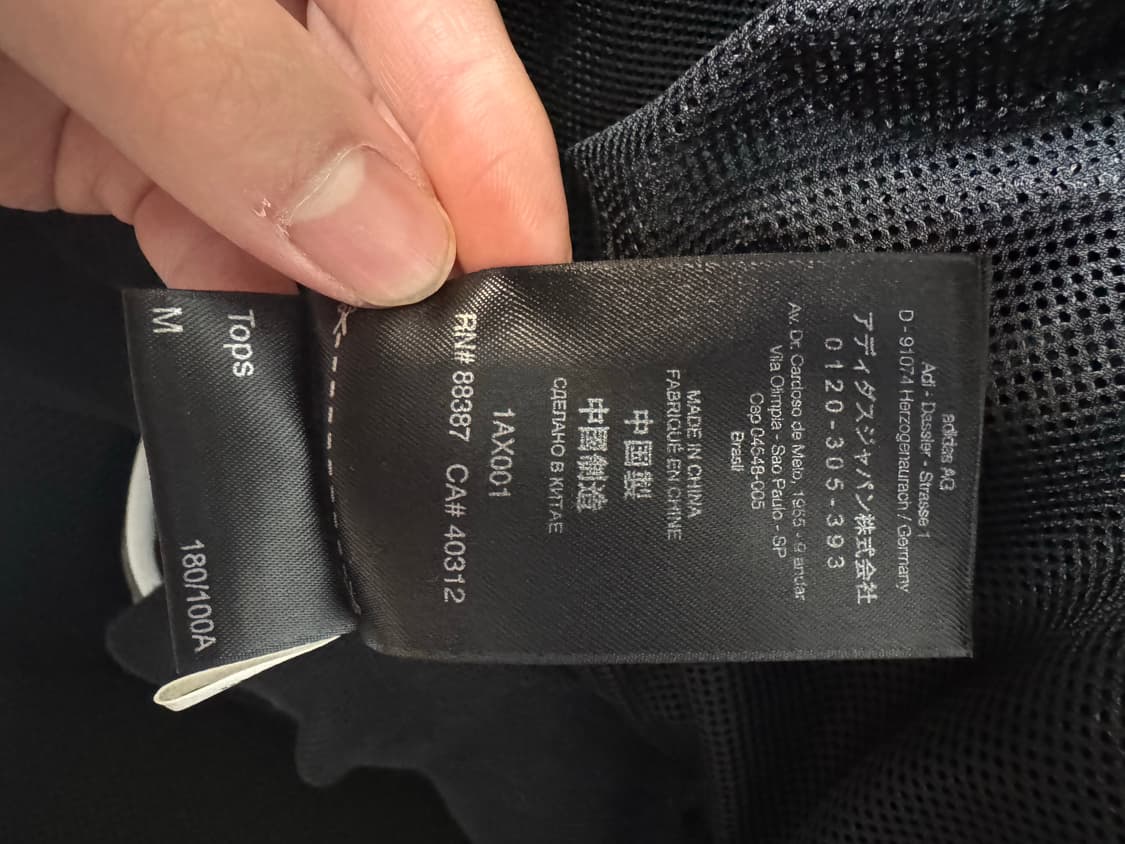 adidas AG
Adi - Dassler - Strasse 1
D - 91074 Herzogenaurach / Germany
アディダスジャパン株式会社
0120-305-393
Av. Dr. Cardoso de Melo, 1955 - 9 andar
Vila Olimpia - Sao Paulo - SP
Cep 04548-005
Brasil
MADE IN CHINA
FABRIQUÉ EN CHINE
中国製
中國製造
СДЕЛАНО В КИТАЕ
1AX001
RN# 88387 CA# 40312
Tops
M 180/100A